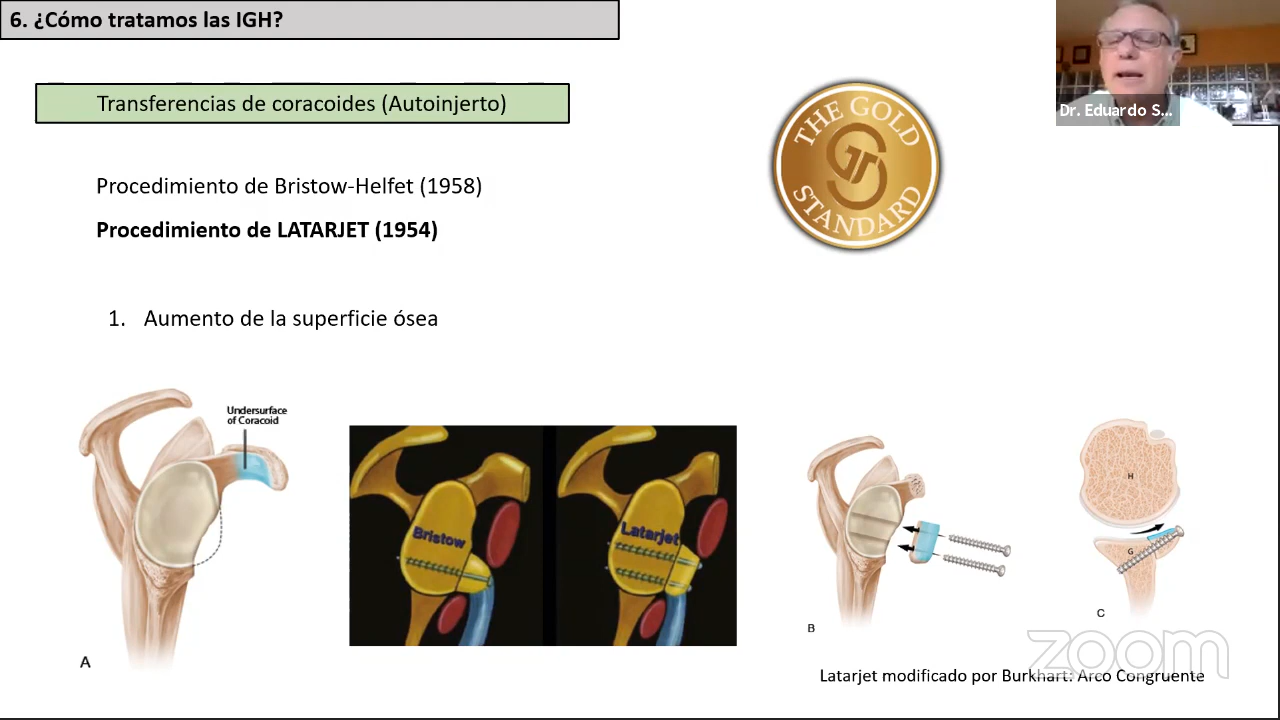 6. ¿Cómo tratamos las IGH?
Dr. Eduardo S...
Transferencias de coracoides (Autoinjerto)
THE GOLD
STANDARD
Procedimiento de Bristow-Helfet (1958)
Procedimiento de LATARJET (1954)
1. Aumento de la superficie ósea
Undersurface
of Coracoid
Bristow
Latarjet
H
G
A
B
C
zoom
Latarjet modificado por Burkhart: Arco Congruente